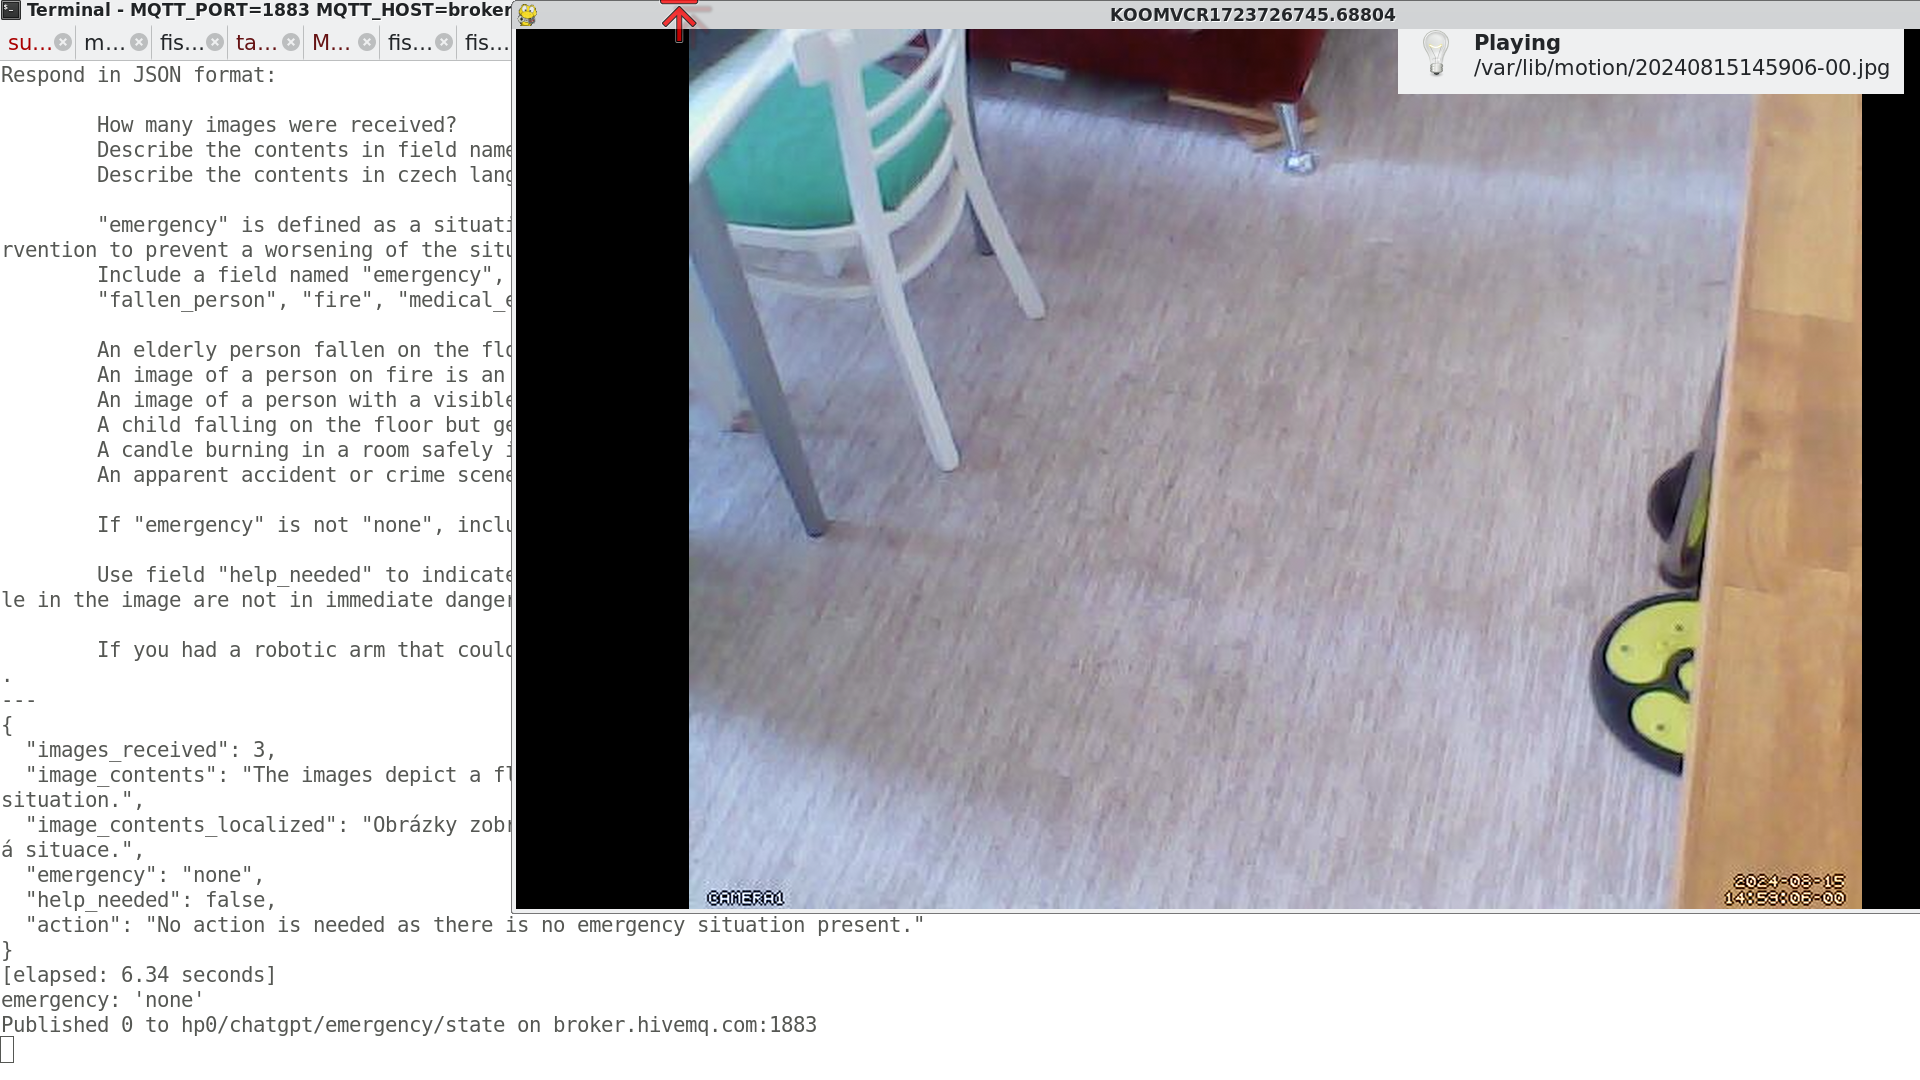 Terminal - MQTT_PORT=1883 MQTT_HOST=broker
su...
m...
fis...
ta...
M...
fis...
fis...
Respond in JSON format:
How many images were received?
Describe the contents in field name
Describe the contents in czech lang
"emergency" is defined as a situati
rvention to prevent a worsening of the situ
Include a field named "emergency",
"fallen_person", "fire", "medical_e
An elderly person fallen on the flo
An image of a person on fire is an
An image of a person with a visible
A child falling on the floor but ge
A candle burning in a room safely i
An apparent accident or crime scene
If "emergency" is not "none", inclu
Use field "help_needed" to indicate
le in the image are not in immediate danger
If you had a robotic arm that could
.
---
{
"images_received": 3,
"image_contents": "The images depict a fl
situation.",
"image_contents_localized": "Obrázky zobr
á situace.",
"emergency": "none",
"help_needed": false,
"action": "No action is needed as there is no emergency situation present."
}
[elapsed: 6.34 seconds]
emergency: 'none'
Published 0 to hp0/chatgpt/emergency/state on broker.hivemq.com:1883
KOOMVCR1723726745.68804
Playing
/var/lib/motion/20240815145906-00.jpg
CAMERA1
2024-08-15
14:59:06-00